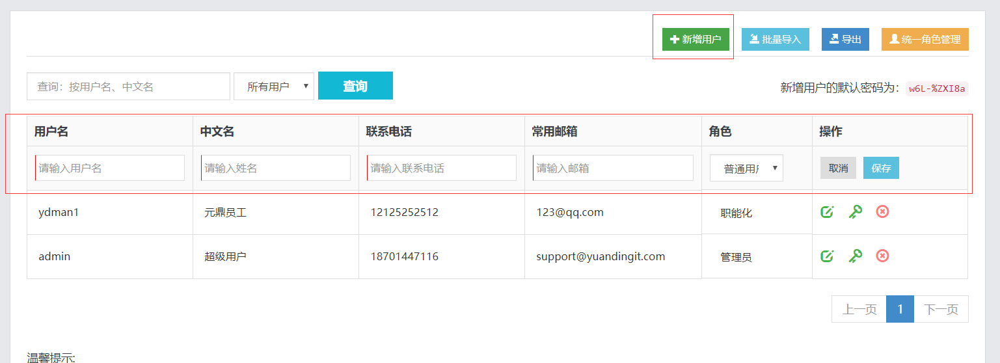 新增用户 批量导入 导出 统一角色管理
查询：按用户名、中文名 所有用户 查询 新增用户的默认密码为： w6L-%ZXI8a
用户名 中文名 联系电话 常用邮箱 角色 操作
请输入用户名 请输入姓名 请输入联系电话 请输入邮箱 普通用户 取消 保存
ydman1 元鼎员工 12125252512 123@qq.com 职能化
admin 超级用户 18701447116 support@yuandingit.com 管理员
上一页 1 下一页
温馨提示: